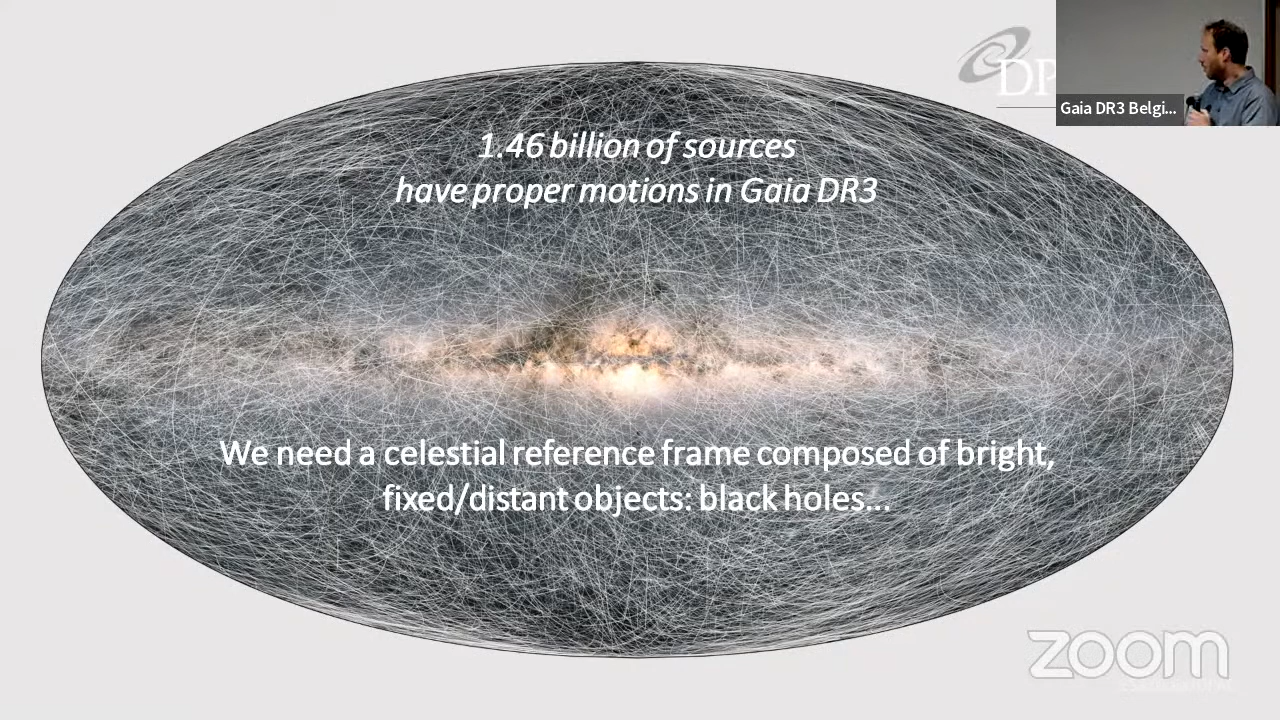 DP
Gaia DR3 Belgi...
1.46 billion of sources
have proper motions in Gaia DR3
We need a celestial reference frame composed of bright,
fixed/distant objects: black holes...
zoom